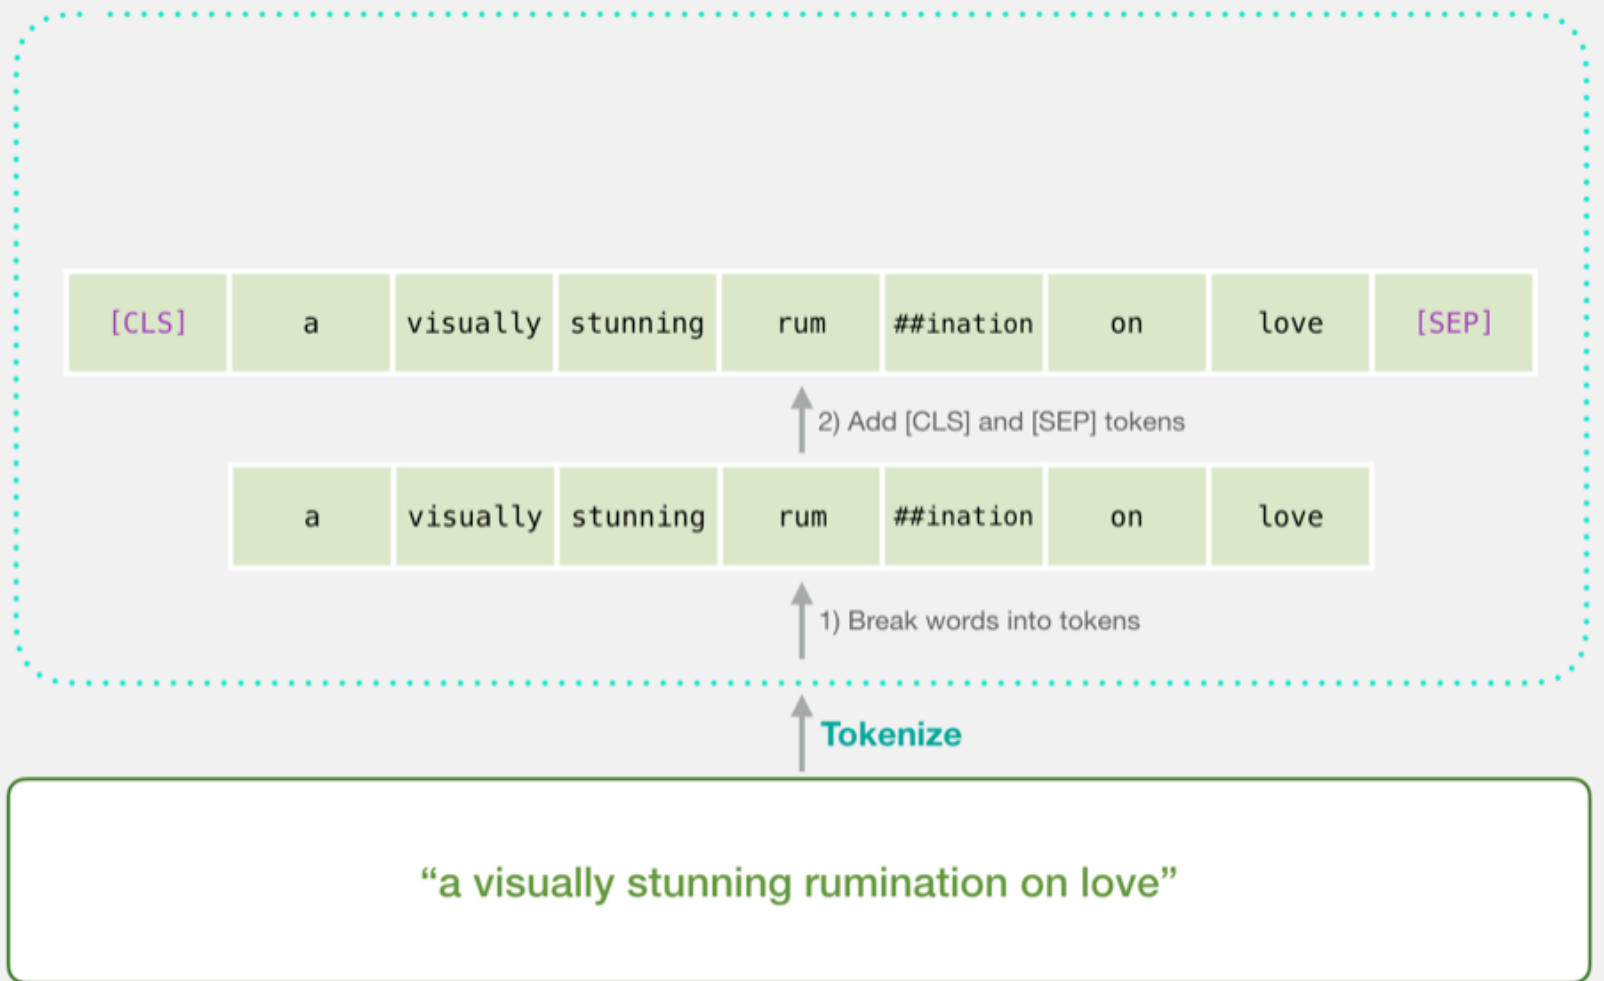 [CLS] a visually stunning rum ##ination on love [SEP]
2) Add [CLS] and [SEP] tokens
a visually stunning rum ##ination on love
1) Break words into tokens
Tokenize
“a visually stunning rumination on love”